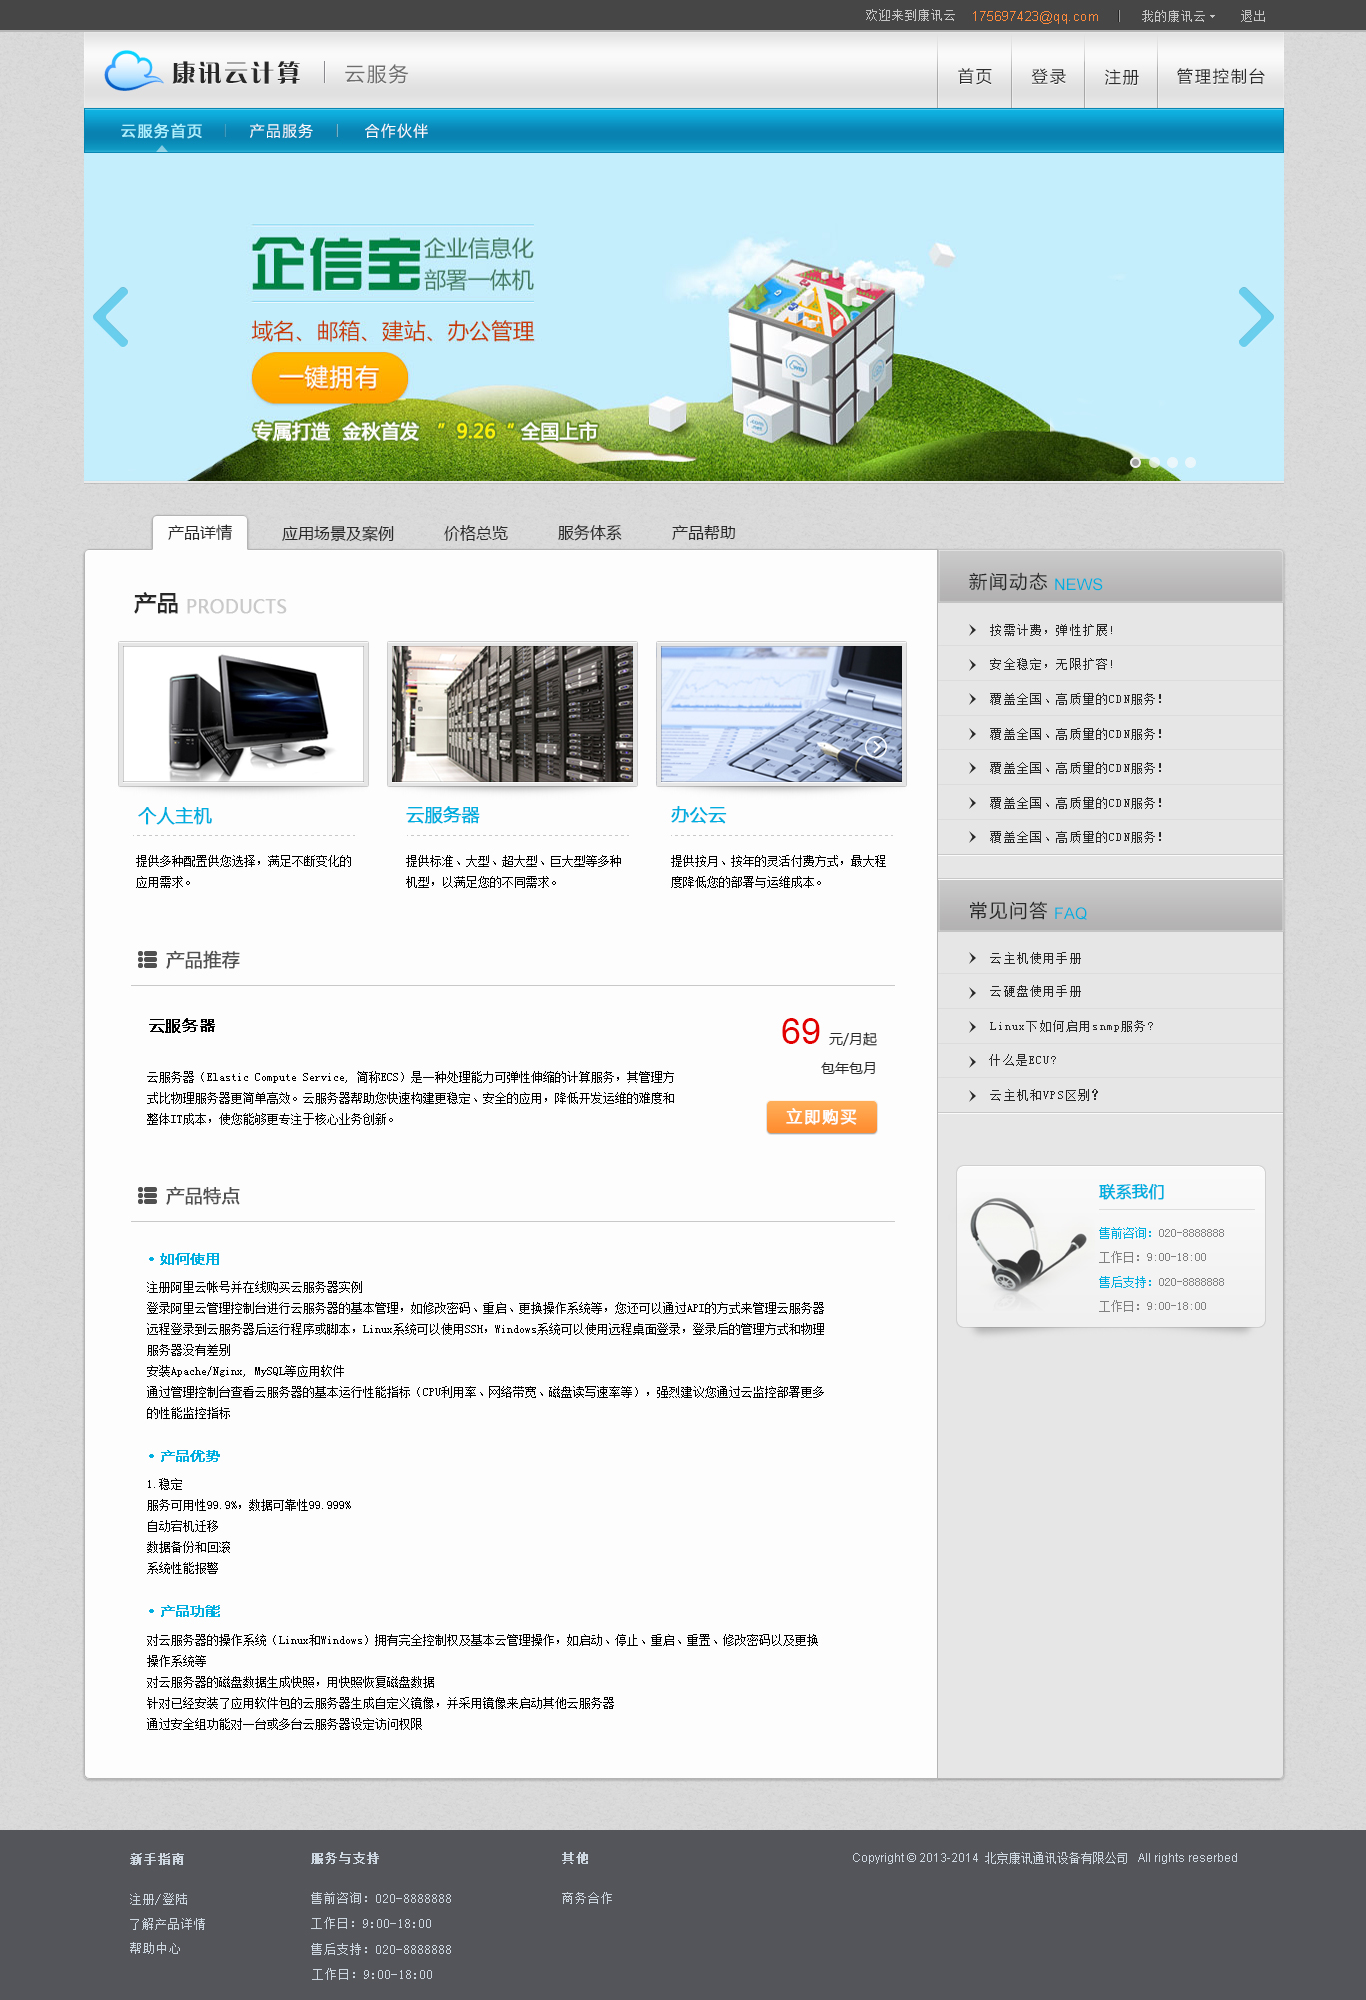 欢迎来到康讯云 175697423@qq.com | 我的康讯云 退出
康讯云计算 | 云服务
首页 登录 注册 管理控制台
云服务首页 产品服务 合作伙伴
企信宝 企业信息化
部署一体机
域名、邮箱、建站、办公管理
一键拥有
专属打造 金秋首发 " 9.26 " 全国上市
产品详情 应用场景及案例 价格总览 服务体系 产品帮助
产品 PRODUCTS
个人主机
提供多种配置供您选择，满足不断变化的
应用需求。
云服务器
提供标准、大型、超大型、巨大型等多种
机型，以满足您的不同需求。
办公云
提供按月、按年的灵活付费方式，最大程
度降低您的部署与运维成本。
产品推荐
云服务器
69 元/月起
包年包月
立即购买
云服务器（Elastic Compute Service, 简称ECS）是一种处理能力可弹性伸缩的计算服务，其管理方
式比物理服务器更简单高效。云服务器帮助您快速构建更稳定、安全的应用，降低开发运维的难度和
整体IT成本，使您能够更专注于核心业务创新。
产品特点
• 如何使用
注册阿里云帐号并在线购买云服务器实例
登录阿里云管理控制台进行云服务器的基本管理，如修改密码、重启、更换操作系统等，您还可以通过API的方式来管理云服务器
远程登录到云服务器后运行程序或脚本，Linux系统可以使用SSH，Windows系统可以使用远程桌面登录，登录后的管理方式和物理
服务器没有差别
安装Apache/Nginx, MySQL等应用软件
通过管理控制台查看云服务器的基本运行性能指标（CPU利用率、网络带宽、磁盘读写速率等），强烈建议您通过云监控部署更多
的性能监控指标
• 产品优势
1.稳定
服务可用性99.9%，数据可靠性99.999%
自动宕机迁移
数据备份和回滚
系统性能报警
• 产品功能
对云服务器的操作系统（Linux和Windows）拥有完全控制权及基本云管理操作，如启动、停止、重启、重置、修改密码以及更换
操作系统等
对云服务器的磁盘数据生成快照，用快照恢复磁盘数据
针对已经安装了应用软件包的云服务器生成自定义镜像，并采用镜像来启动其他云服务器
通过安全组功能对一台或多台云服务器设定访问权限
新闻动态 NEWS
按需计费，弹性扩展!
安全稳定，无限扩容!
覆盖全国、高质量的CDN服务!
覆盖全国、高质量的CDN服务!
覆盖全国、高质量的CDN服务!
覆盖全国、高质量的CDN服务!
覆盖全国、高质量的CDN服务!
常见问答 FAQ
云主机使用手册
云硬盘使用手册
Linux下如何启用snmp服务?
什么是ECU?
云主机和VPS区别?
联系我们
售前咨询：020-8888888
工作日：9:00-18:00
售后支持：020-8888888
工作日：9:00-18:00
新手指南
注册/登陆
了解产品详情
帮助中心
服务与支持
售前咨询：020-8888888
工作日：9:00-18:00
售后支持：020-8888888
工作日：9:00-18:00
其他
商务合作
Copyright © 2013-2014 北京康讯通讯设备有限公司 All rights reserbed